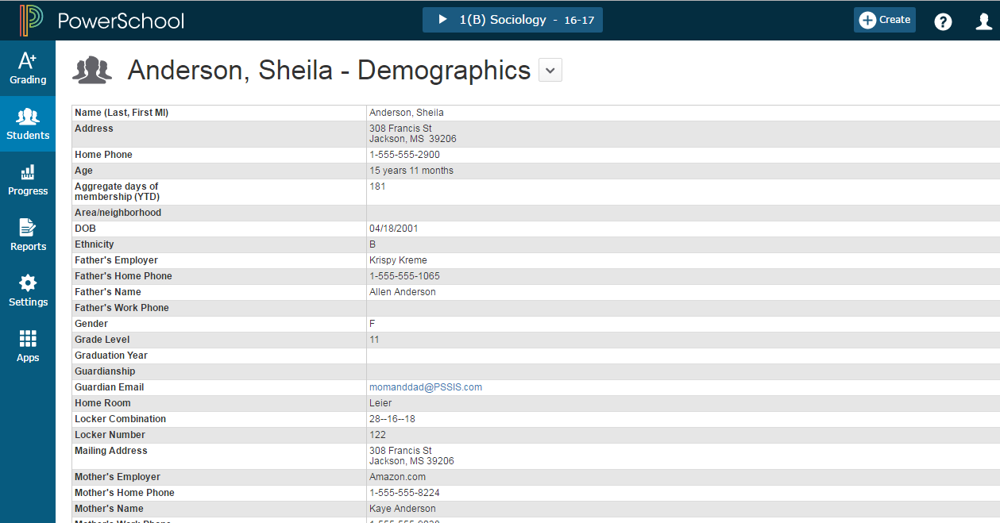 PowerSchool
1(B) Sociology - 16-17
Create
?
A+
Grading
Students
Progress
Reports
Settings
Apps
Anderson, Sheila - Demographics
Name (Last, First MI) Anderson, Sheila
Address 308 Francis St
Jackson, MS 39206
Home Phone 1-555-555-2900
Age 15 years 11 months
Aggregate days of 181
membership (YTD)
Area/neighborhood
DOB 04/18/2001
Ethnicity B
Father's Employer Krispy Kreme
Father's Home Phone 1-555-555-1065
Father's Name Allen Anderson
Father's Work Phone
Gender F
Grade Level 11
Graduation Year
Guardianship
Guardian Email momanddad@PSSIS.com
Home Room Leier
Locker Combination 28--16--18
Locker Number 122
Mailing Address 308 Francis St
Jackson, MS 39206
Mother's Employer Amazon.com
Mother's Home Phone 1-555-555-8224
Mother's Name Kaye Anderson
Mother's Work Phone